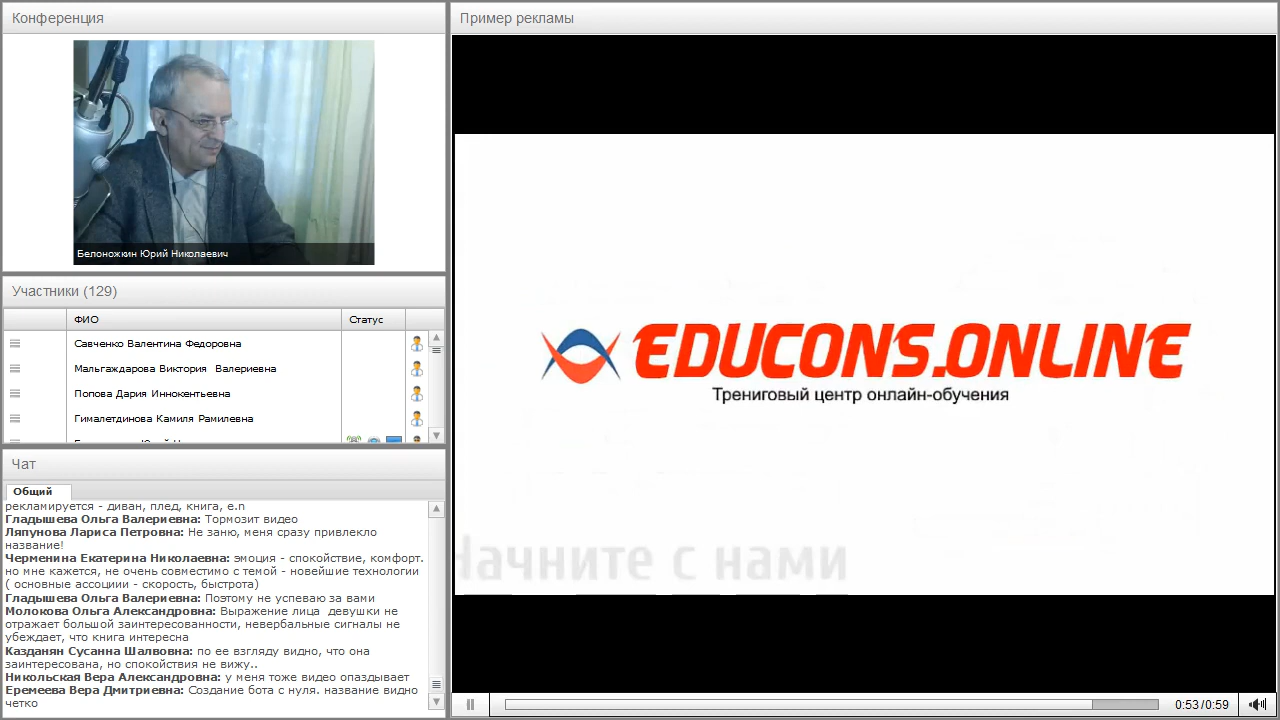 Конференция
Белоножкин Юрий Николаевич
Участники (129)
ФИО Статус
Савченко Валентина Федоровна
Мальгаждарова Виктория Валериевна
Попова Дария Иннокентьевна
Гималетдинова Камиля Рамилевна
Чат
Общий
рекламируется - диван, плед, книга, е.п
Гладышева Ольга Валериевна: Тормозит видео
Ляпунова Лариса Петровна: Не заню, меня сразу привлекло
название!
Черменина Екатерина Николаевна: эмоция - спокойствие, комфорт.
но мне кажется, не очень совместимо с темой - новейшие технологии
( основные ассоциии - скорость, быстрота)
Гладышева Ольга Валериевна: Поэтому не успеваю за вами
Молокова Ольга Александровна: Выражение лица девушки не
отражает большой заинтересованности, невербальные сигналы не
убеждает, что книга интересна
Казданян Сусанна Шалвовна: по ее взгляду видно, что она
заинтересована, но спокойствия не вижу..
Никольская Вера Александровна: у меня тоже видео опаздывает
Еремеева Вера Дмитриевна: Создание бота с нуля. название видно
четко
Пример рекламы
EDUCONS.ONLINE
Тренинговый центр онлайн-обучения
Начните с нами
0:53/0:59